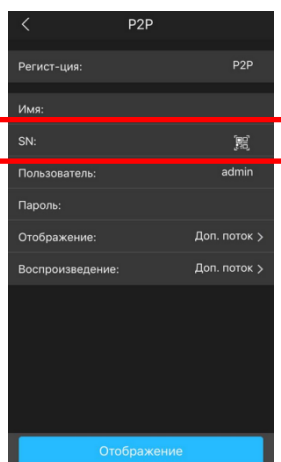 P2P
Регист-ция: P2P
Имя:
SN:
Пользователь: admin
Пароль:
Отображение: Доп. поток >
Воспроизведение: Доп. поток >
Отображение